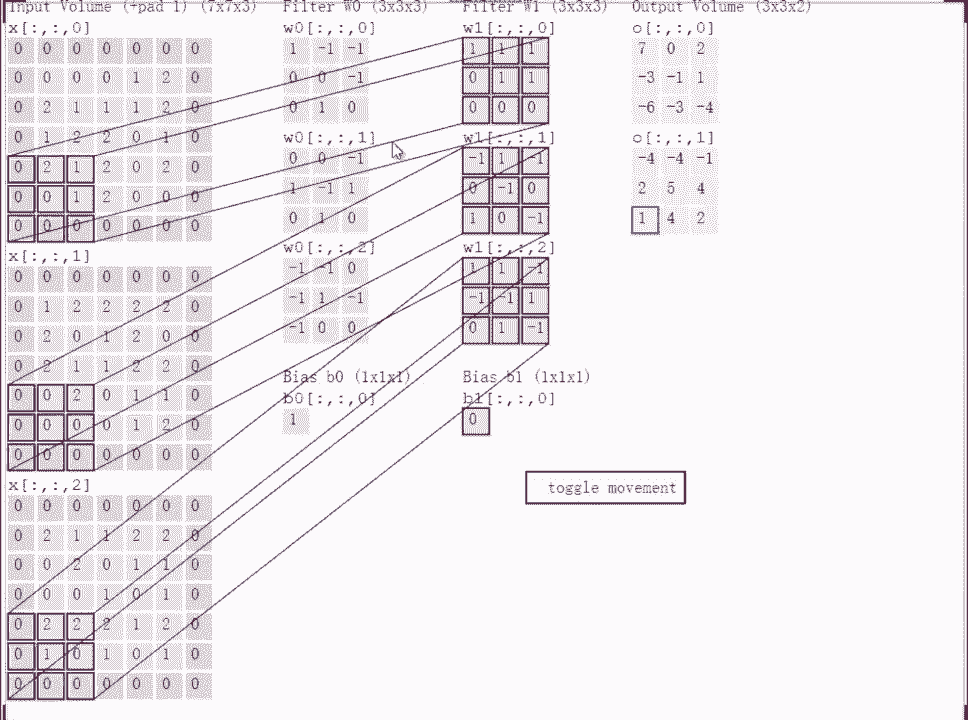 Input Volume (+pad 1) (7x7x3)
x[:,:,0]
0 0 0 0 0 0 0
0 0 0 0 1 2 0
0 2 1 1 1 2 0
0 1 2 2 0 1 0
0 2 1 2 0 2 0
0 0 1 2 0 0 0
0 0 0 0 0 0 0
x[:,:,1]
0 0 0 0 0 0 0
0 1 2 2 2 2 0
0 2 0 1 2 0 0
0 2 1 1 2 2 0
0 0 2 0 1 1 0
0 0 0 0 1 2 0
0 0 0 0 0 0 0
x[:,:,2]
0 0 0 0 0 0 0
0 2 1 1 2 2 0
0 0 2 0 1 1 0
0 0 0 1 0 1 0
0 2 2 2 1 2 0
0 1 0 1 0 1 0
0 0 0 0 0 0 0
Filter W0 (3x3x3)
w0[:,:,0]
1 -1 -1
0 0 -1
0 1 0
w0[:,:,1]
0 0 -1
1 -1 1
0 1 0
w0[:,:,2]
-1 -1 0
-1 1 -1
-1 0 0
Bias b0 (1x1x1)
b0[:,:,0]
1
Filter W1 (3x3x3)
w1[:,:,0]
1 1 1
0 1 1
0 0 0
w1[:,:,1]
-1 1 -1
0 -1 0
1 0 -1
w1[:,:,2]
1 1 -1
-1 -1 1
0 1 -1
Bias b1 (1x1x1)
b1[:,:,0]
0
Output Volume (3x3x2)
o[:,:,0]
7 0 2
-3 -1 1
-6 -3 -4
o[:,:,1]
-4 -4 -1
2 5 4
1 4 2
toggle movement